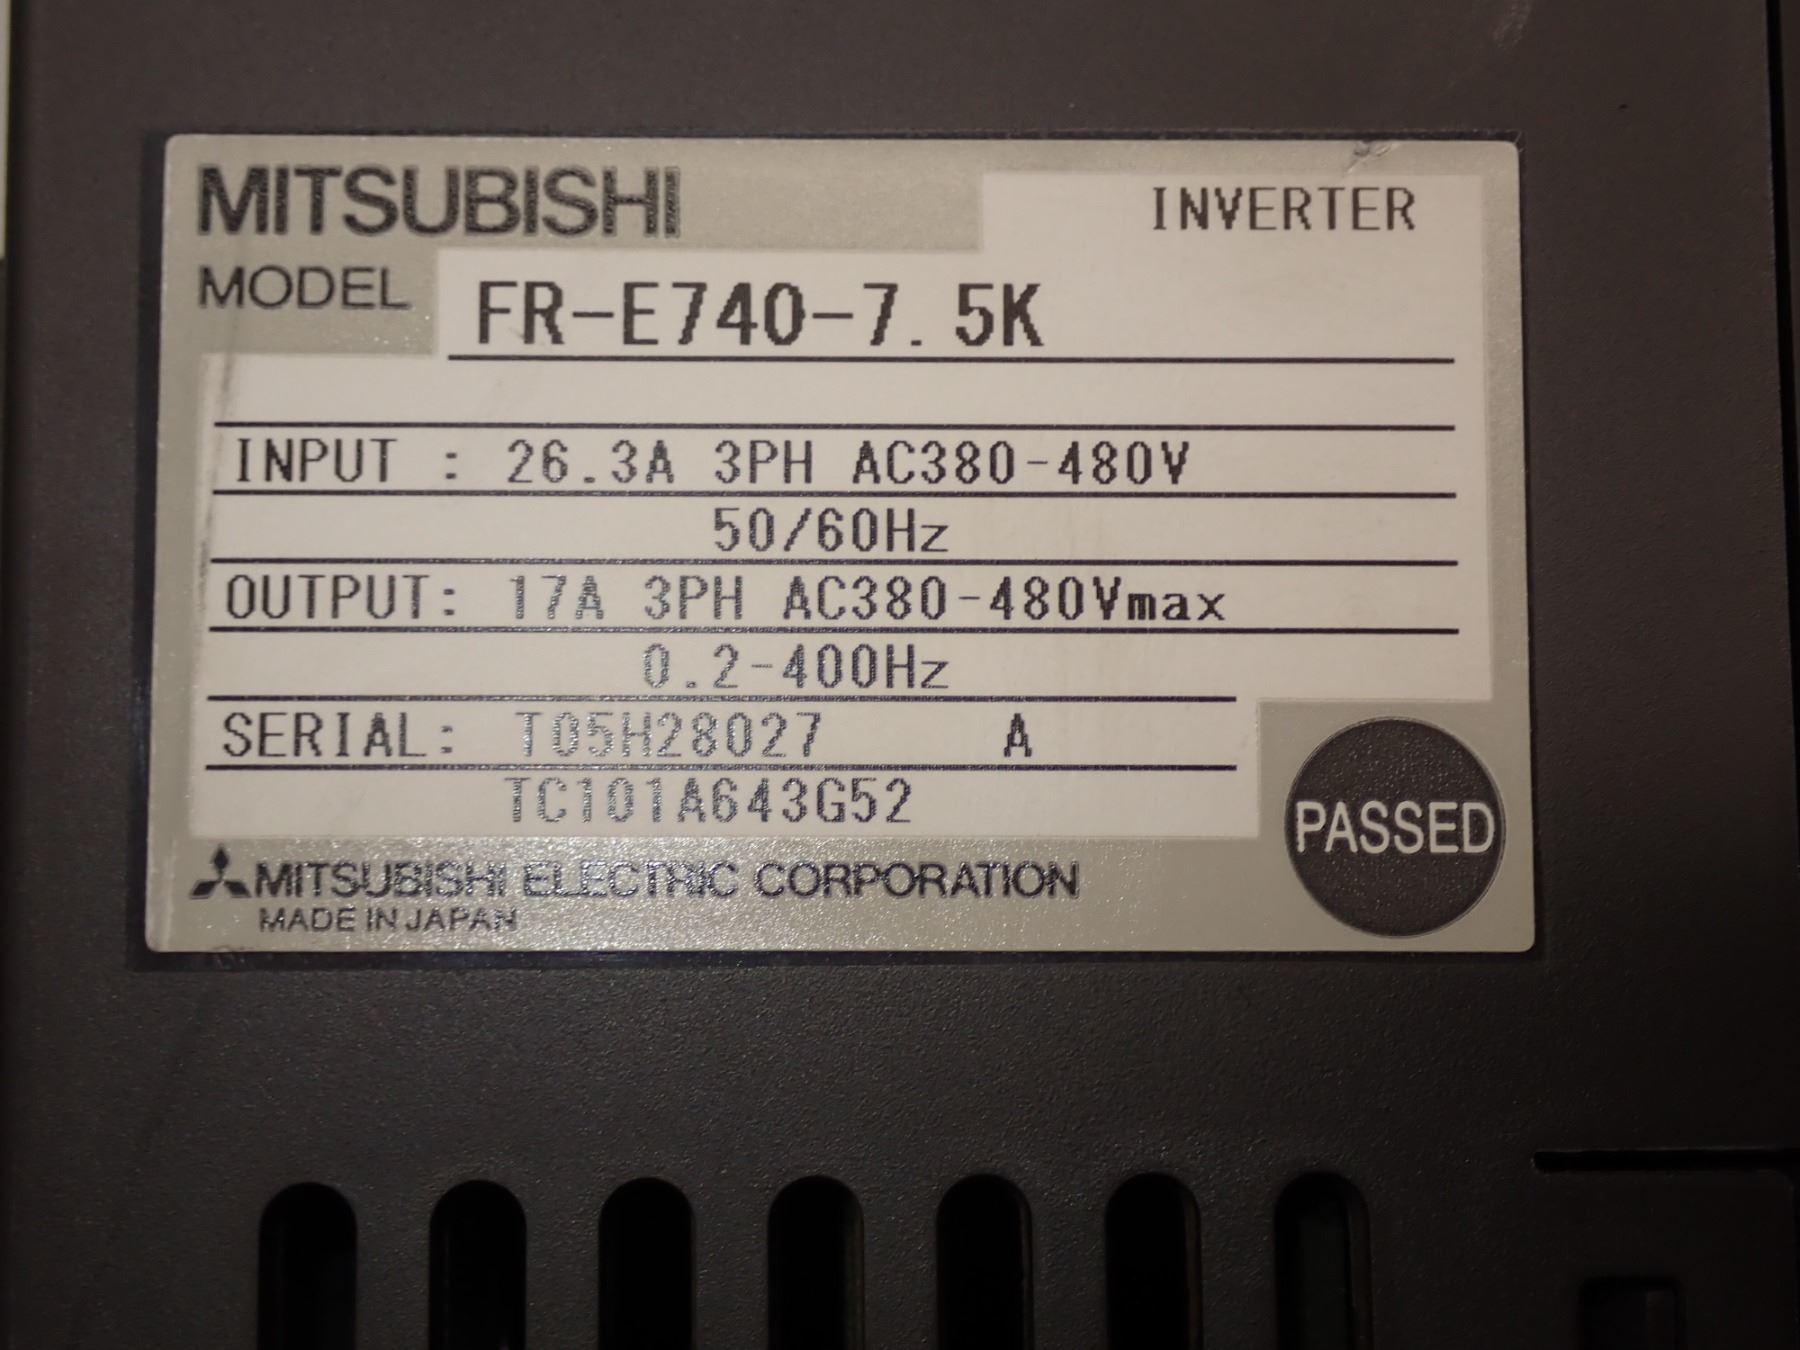 MITSUBISHI
INVERTER
MODEL FR-E740-7.5K
INPUT : 26.3A 3PH AC380-480V
50/60Hz
OUTPUT: 17A 3PH AC380-480Vmax
0.2-400Hz
SERIAL: T05H28027 A
TC101A643G52
PASSED
MITSUBISHI ELECTRIC CORPORATION
MADE IN JAPAN